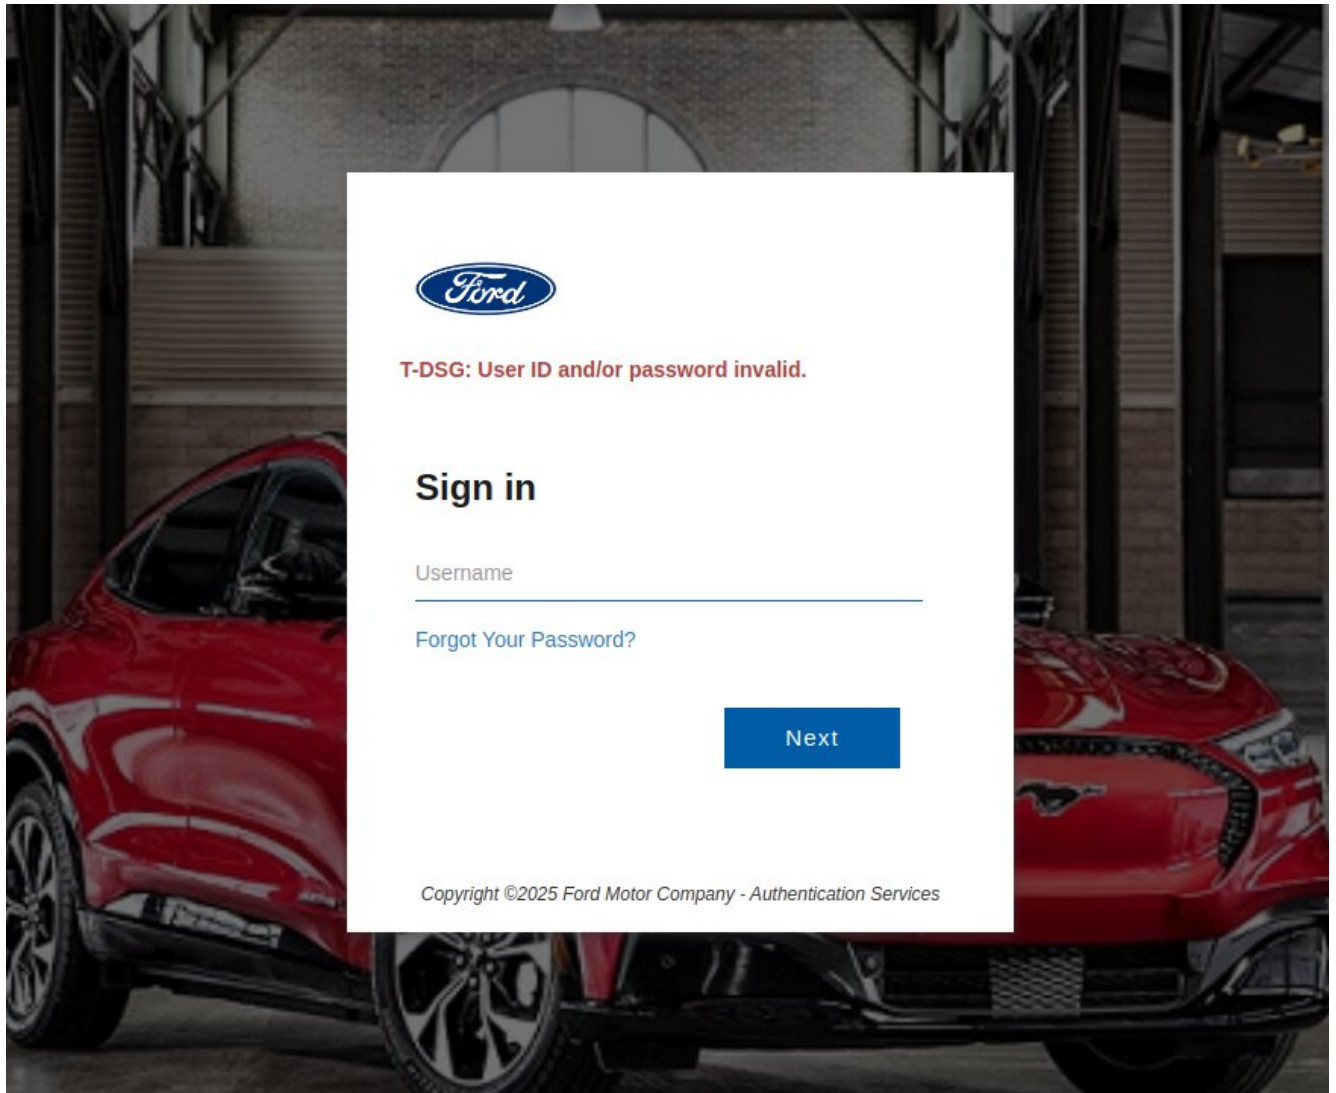 Ford
T-DSG: User ID and/or password invalid.
Sign in
Username
Forgot Your Password?
Next
Copyright ©2025 Ford Motor Company - Authentication Services